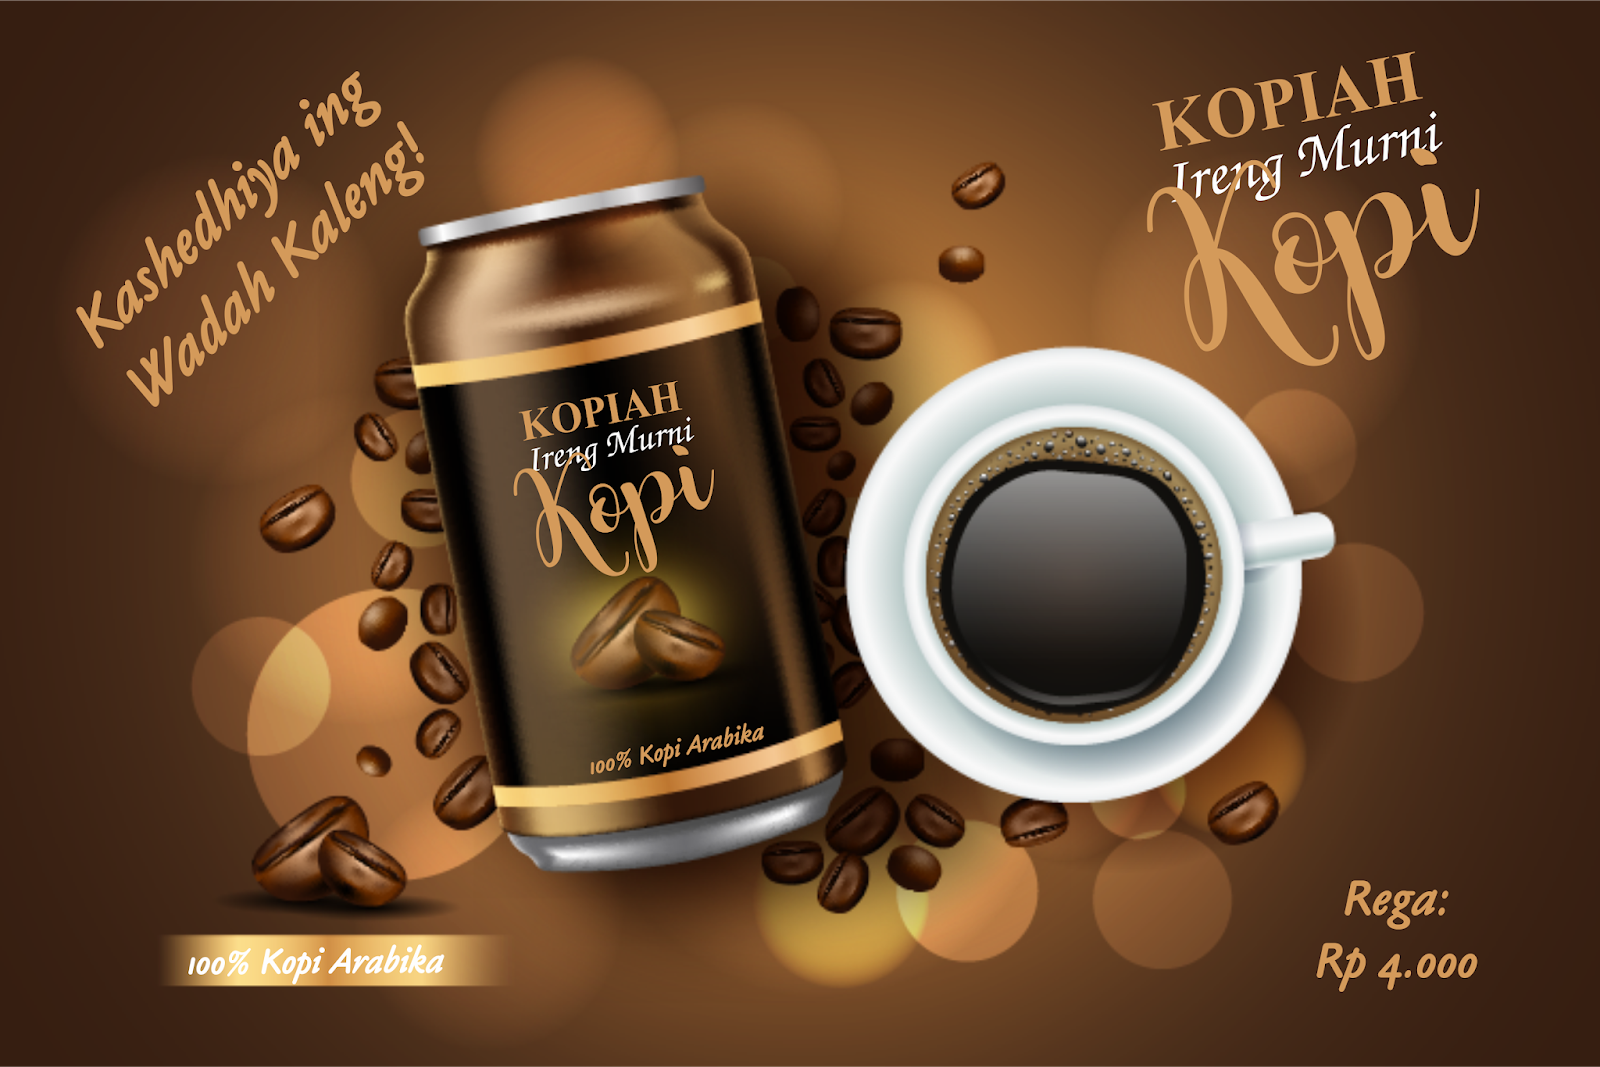 Kashedhiya ing
Wadah Kaleng!
KOPIAH
Ireng Murni
Kopi
KOPIAH
Ireng Murni
Kopi
100% Kopi Arabika
100% Kopi Arabika
Rega:
Rp 4.000